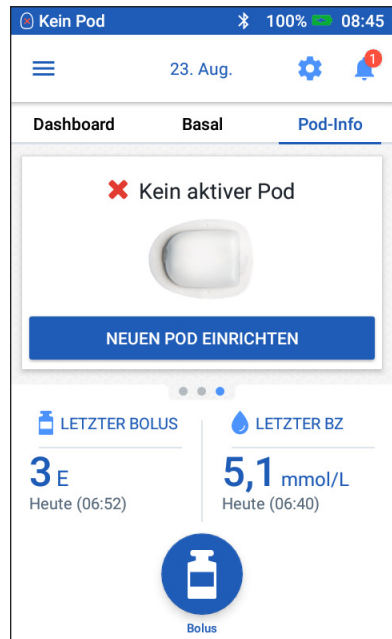 Kein Pod 100% 08:45
23. Aug. 1
Dashboard Basal Pod-Info
Kein aktiver Pod
NEUEN POD EINRICHTEN
LETZTER BOLUS LETZTER BZ
3 E 5,1 mmol/L
Heute (06:52) Heute (06:40)
Bolus